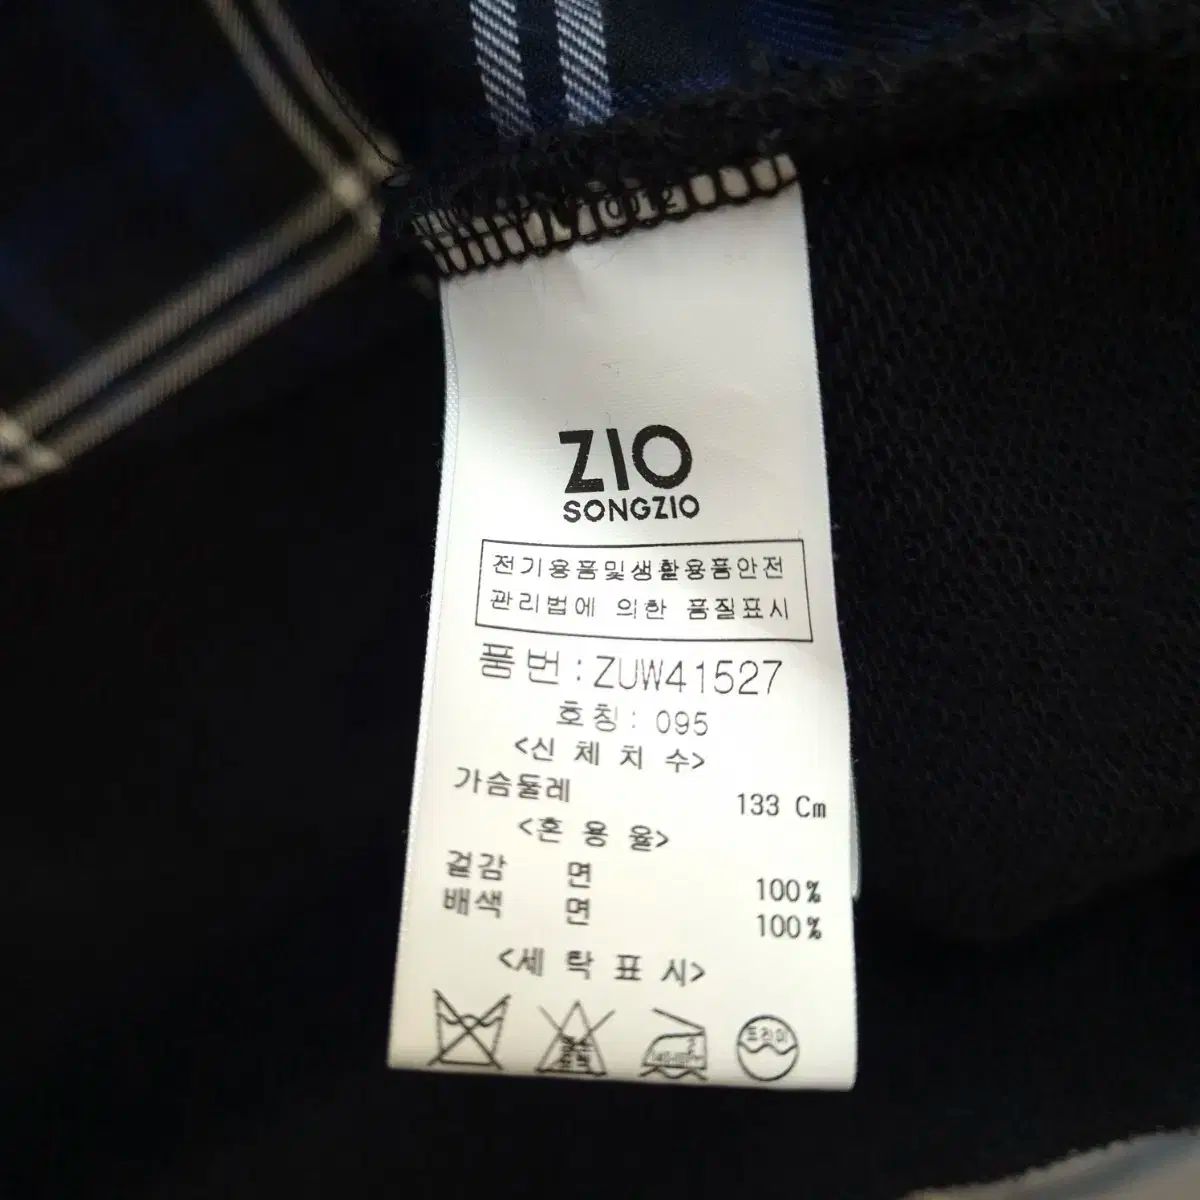 ZIO
SONGZIO
전기용품및생활용품안전
관리법에 의한 품질표시
품번:ZUW41527
호칭: 095
<신 체 치 수>
가슴둘레 133 Cm
<혼 용 율>
겉감 면 100%
배색 면 100%
<세 탁 표 시>
드라이